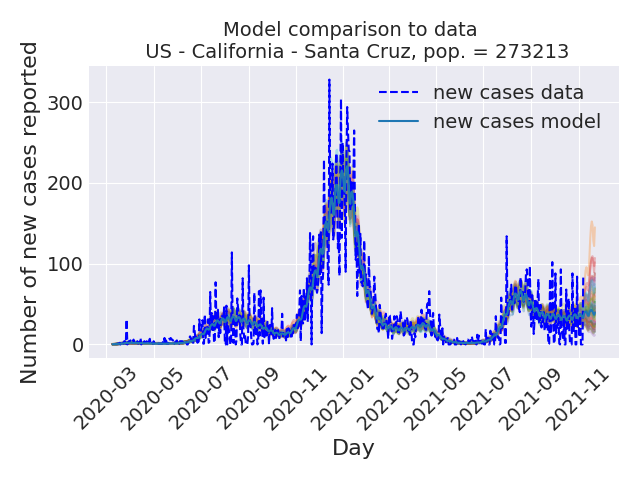 Model comparison to data
US - California - Santa Cruz, pop. = 273213
Number of new cases reported
300
200
100
0
new cases data
new cases model
2020-03
2020-05
2020-07
2020-09
2020-11
2021-01
2021-03
2021-05
2021-07
2021-09
2021-11
Day